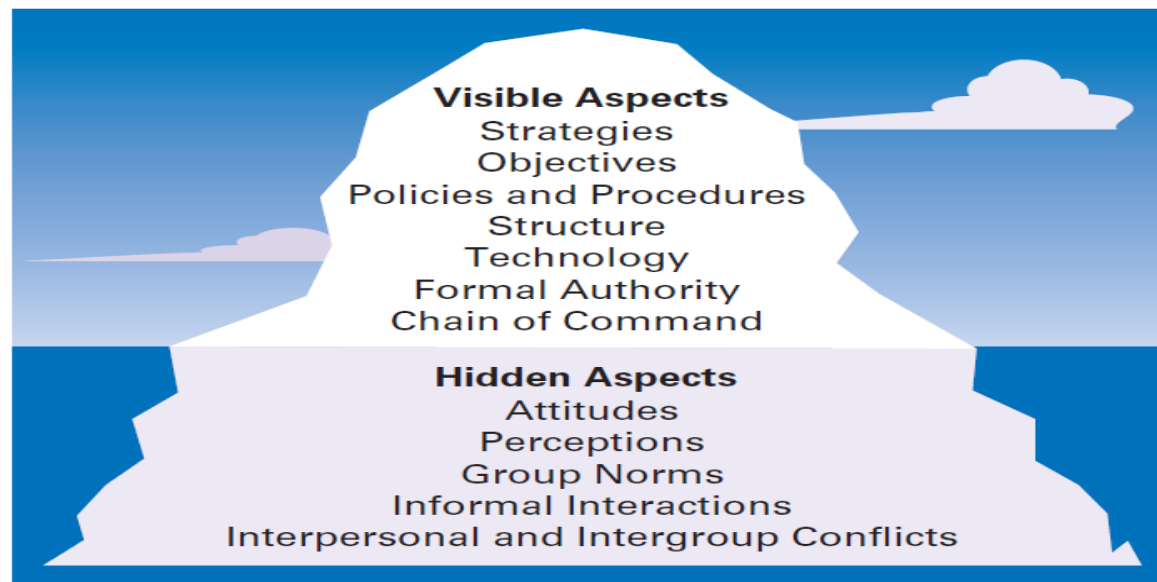 Visible Aspects
Strategies
Objectives
Policies and Procedures
Structure
Technology
Formal Authority
Chain of Command
Hidden Aspects
Attitudes
Perceptions
Group Norms
Informal Interactions
Interpersonal and Intergroup Conflicts